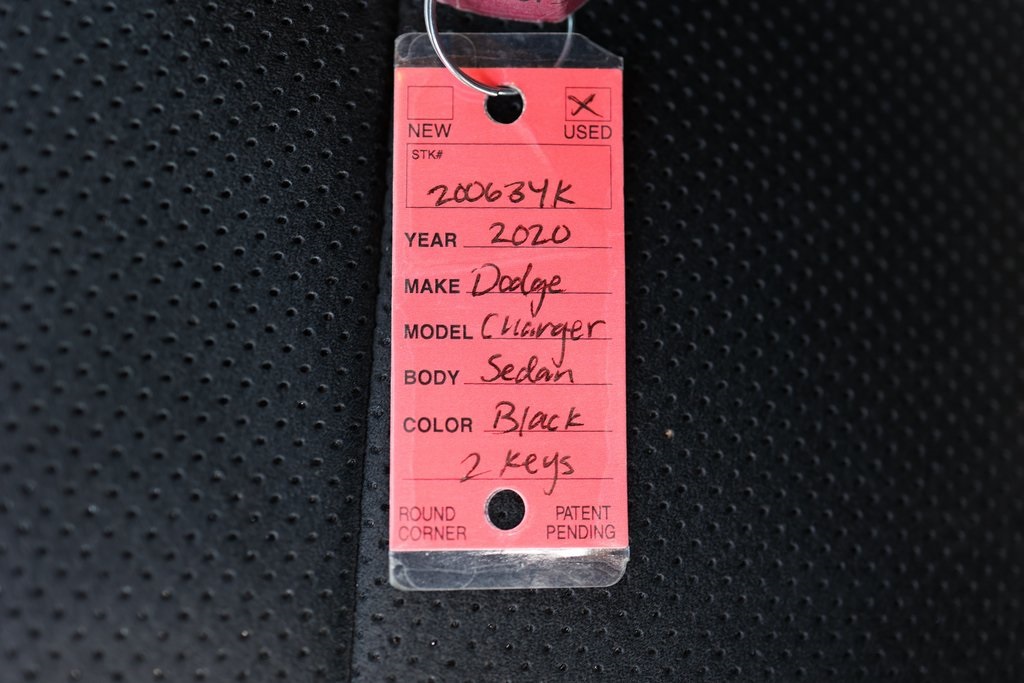 NEW USED
STK#
200634K
YEAR 2020
MAKE Dodge
MODEL Charger
BODY Sedan
COLOR Black
2 Keys
ROUND PATENT
CORNER PENDING